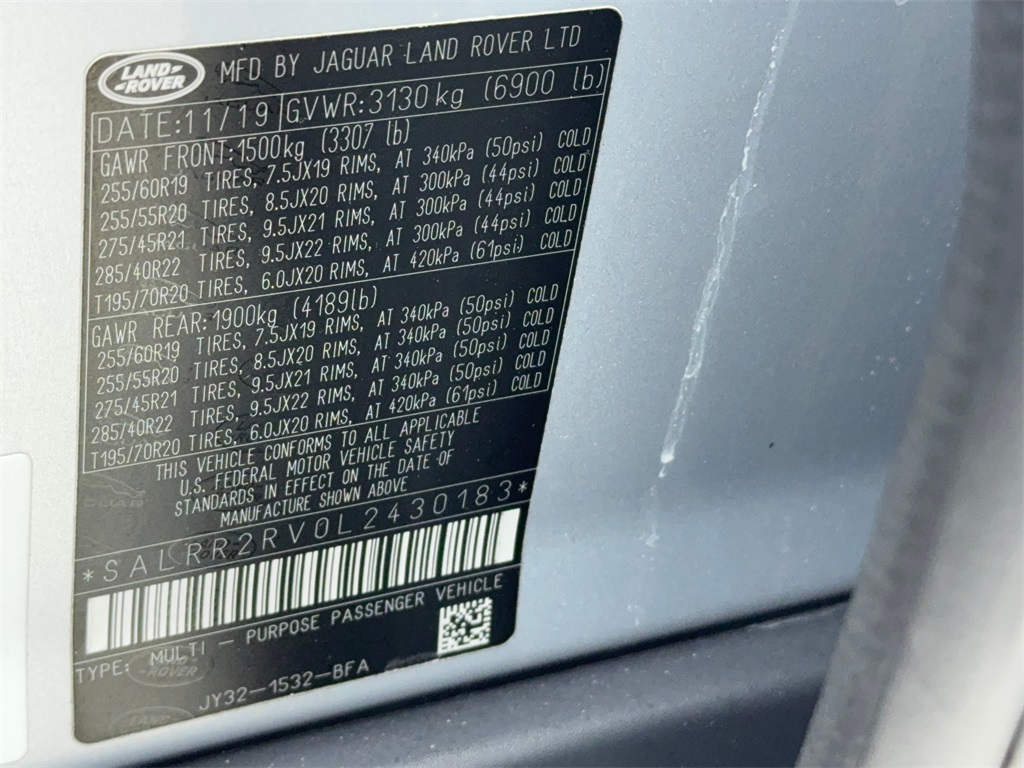 LAND-
-ROVER
MFD BY JAGUAR LAND ROVER LTD
DATE:11/19 GVWR:3130kg (6900 lb)
GAWR FRONT:1500kg (3307 lb)
255/60R19 TIRES, 7.5JX19 RIMS, AT 340kPa (50psi) COLD
255/55R20 TIRES, 8.5JX20 RIMS, AT 300kPa (44psi) COLD
275/45R21 TIRES, 9.5JX21 RIMS, AT 300kPa (44psi) COLD
285/40R22 TIRES, 9.5JX22 RIMS, AT 300kPa (44psi) COLD
T195/70R20 TIRES, 6.0JX20 RIMS, AT 420kPa (61psi) COLD
GAWR REAR:1900kg (4189lb)
255/60R19 TIRES, 7.5JX19 RIMS, AT 340kPa (50psi) COLD
255/55R20 TIRES, 8.5JX20 RIMS, AT 340kPa (50psi) COLD
275/45R21 TIRES, 9.5JX21 RIMS, AT 340kPa (50psi) COLD
285/40R22 TIRES, 9.5JX22 RIMS, AT 340kPa (50psi) COLD
T195/70R20 TIRES, 6.0JX20 RIMS, AT 420kPa (61psi) COLD
THIS VEHICLE CONFORMS TO ALL APPLICABLE
U.S. FEDERAL MOTOR VEHICLE SAFETY
STANDARDS IN EFFECT ON THE DATE OF
MANUFACTURE SHOWN ABOVE
*SALRR2RV0L2430183*
TYPE: MULTI - PURPOSE PASSENGER VEHICLE
LAND-
-ROVER
JY32-1532-BFA
LAND-